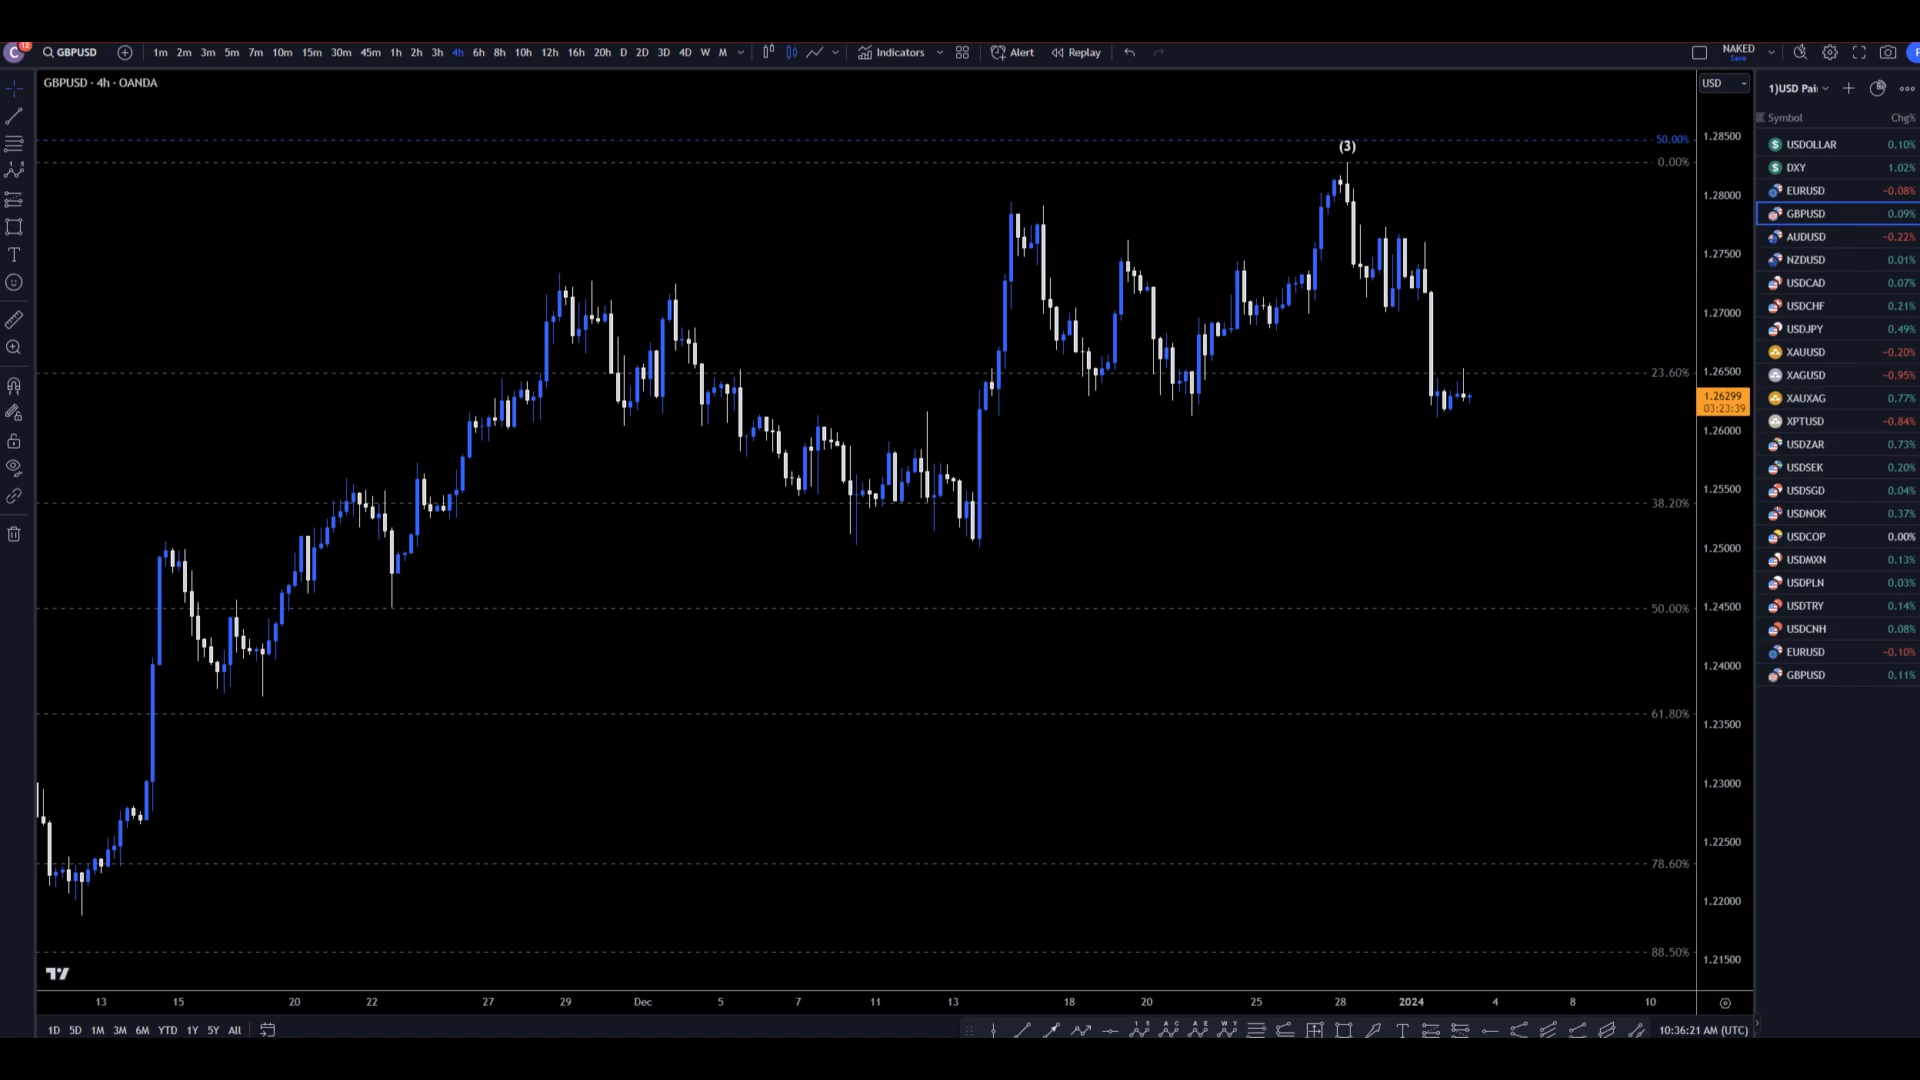 C 12 GBPUSD 1m 2m 3m 5m 7m 10m 15m 30m 45m 1h 2h 3h 4h 6h 8h 10h 12h 16h 20h D 2D 3D 4D W M Indicators Alert Replay NAKED
Save
GBPUSD · 4h · OANDA
USD
1)USD Pai
Symbol Chg%
50.00%
(3)
0.00%
23.60%
38.20%
50.00%
61.80%
78.60%
88.50%
1.28500
1.28000
1.27500
1.27000
1.26500
1.26299
03:23:39
1.26000
1.25500
1.25000
1.24500
1.24000
1.23500
1.23000
1.22500
1.22000
1.21500
USDOLLAR 0.10%
DXY 1.02%
EURUSD −0.08%
GBPUSD 0.09%
AUDUSD −0.22%
NZDUSD 0.01%
USDCAD 0.07%
USDCHF 0.21%
USDJPY 0.49%
XAUUSD −0.20%
XAGUSD −0.95%
XAUXAG 0.77%
XPTUSD −0.84%
USDZAR 0.73%
USDSEK 0.20%
USDSGD 0.04%
USDNOK 0.37%
USDCOP 0.00%
USDMXN 0.13%
USDPLN 0.03%
USDTRY 0.14%
USDCNH 0.08%
EURUSD −0.10%
GBPUSD 0.11%
13 15 20 22 27 29 Dec 5 7 11 13 18 20 25 28 2024 4 8 10
1D 5D 1M 3M 6M YTD 1Y 5Y All 10:36:21 AM (UTC)